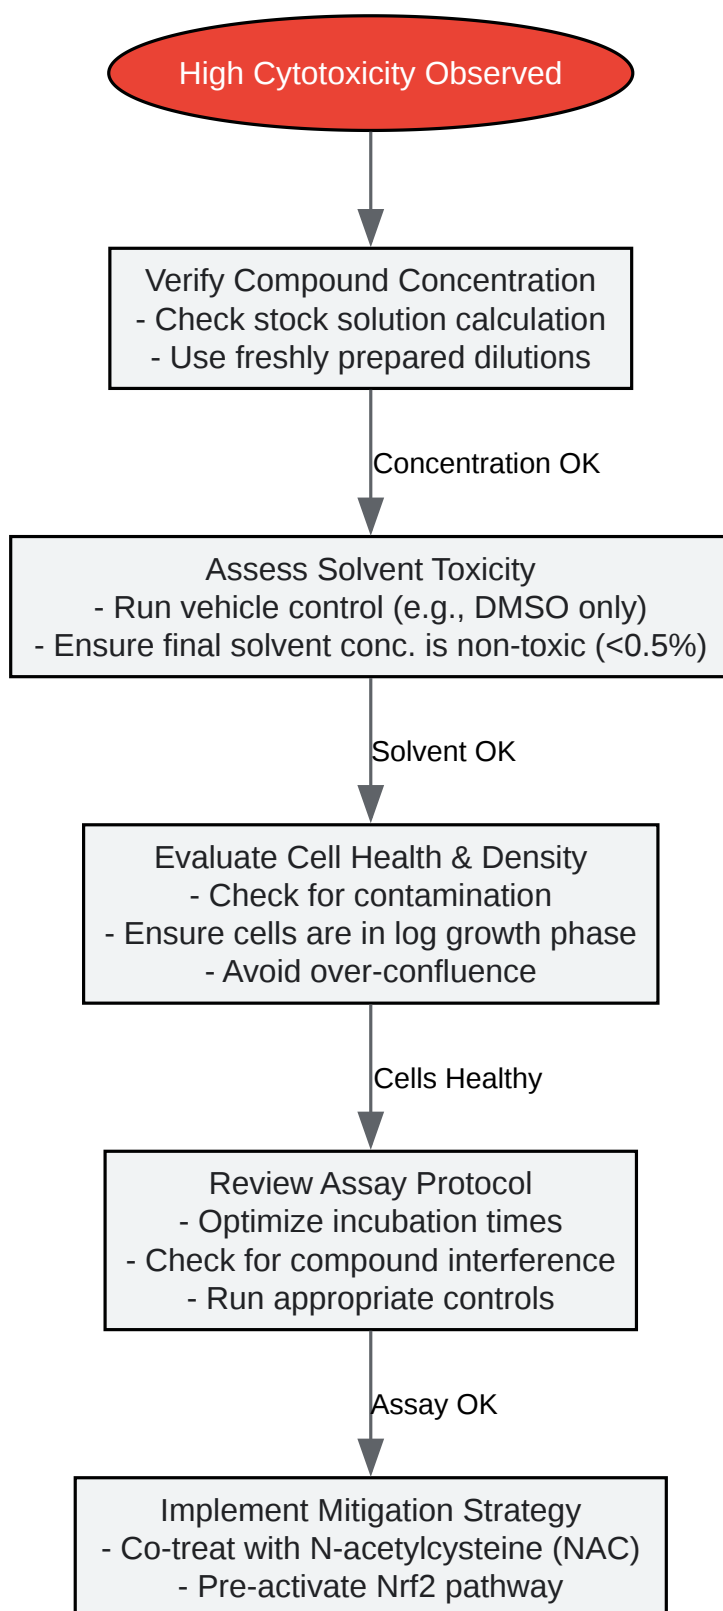 High Cytotoxicity Observed
Verify Compound Concentration
- Check stock solution calculation
- Use freshly prepared dilutions
Concentration OK
Assess Solvent Toxicity
- Run vehicle control (e.g., DMSO only)
- Ensure final solvent conc. is non-toxic (<0.5%)
Solvent OK
Evaluate Cell Health & Density
- Check for contamination
- Ensure cells are in log growth phase
- Avoid over-confluence
Cells Healthy
Review Assay Protocol
- Optimize incubation times
- Check for compound interference
- Run appropriate controls
Assay OK
Implement Mitigation Strategy
- Co-treat with N-acetylcysteine (NAC)
- Pre-activate Nrf2 pathway